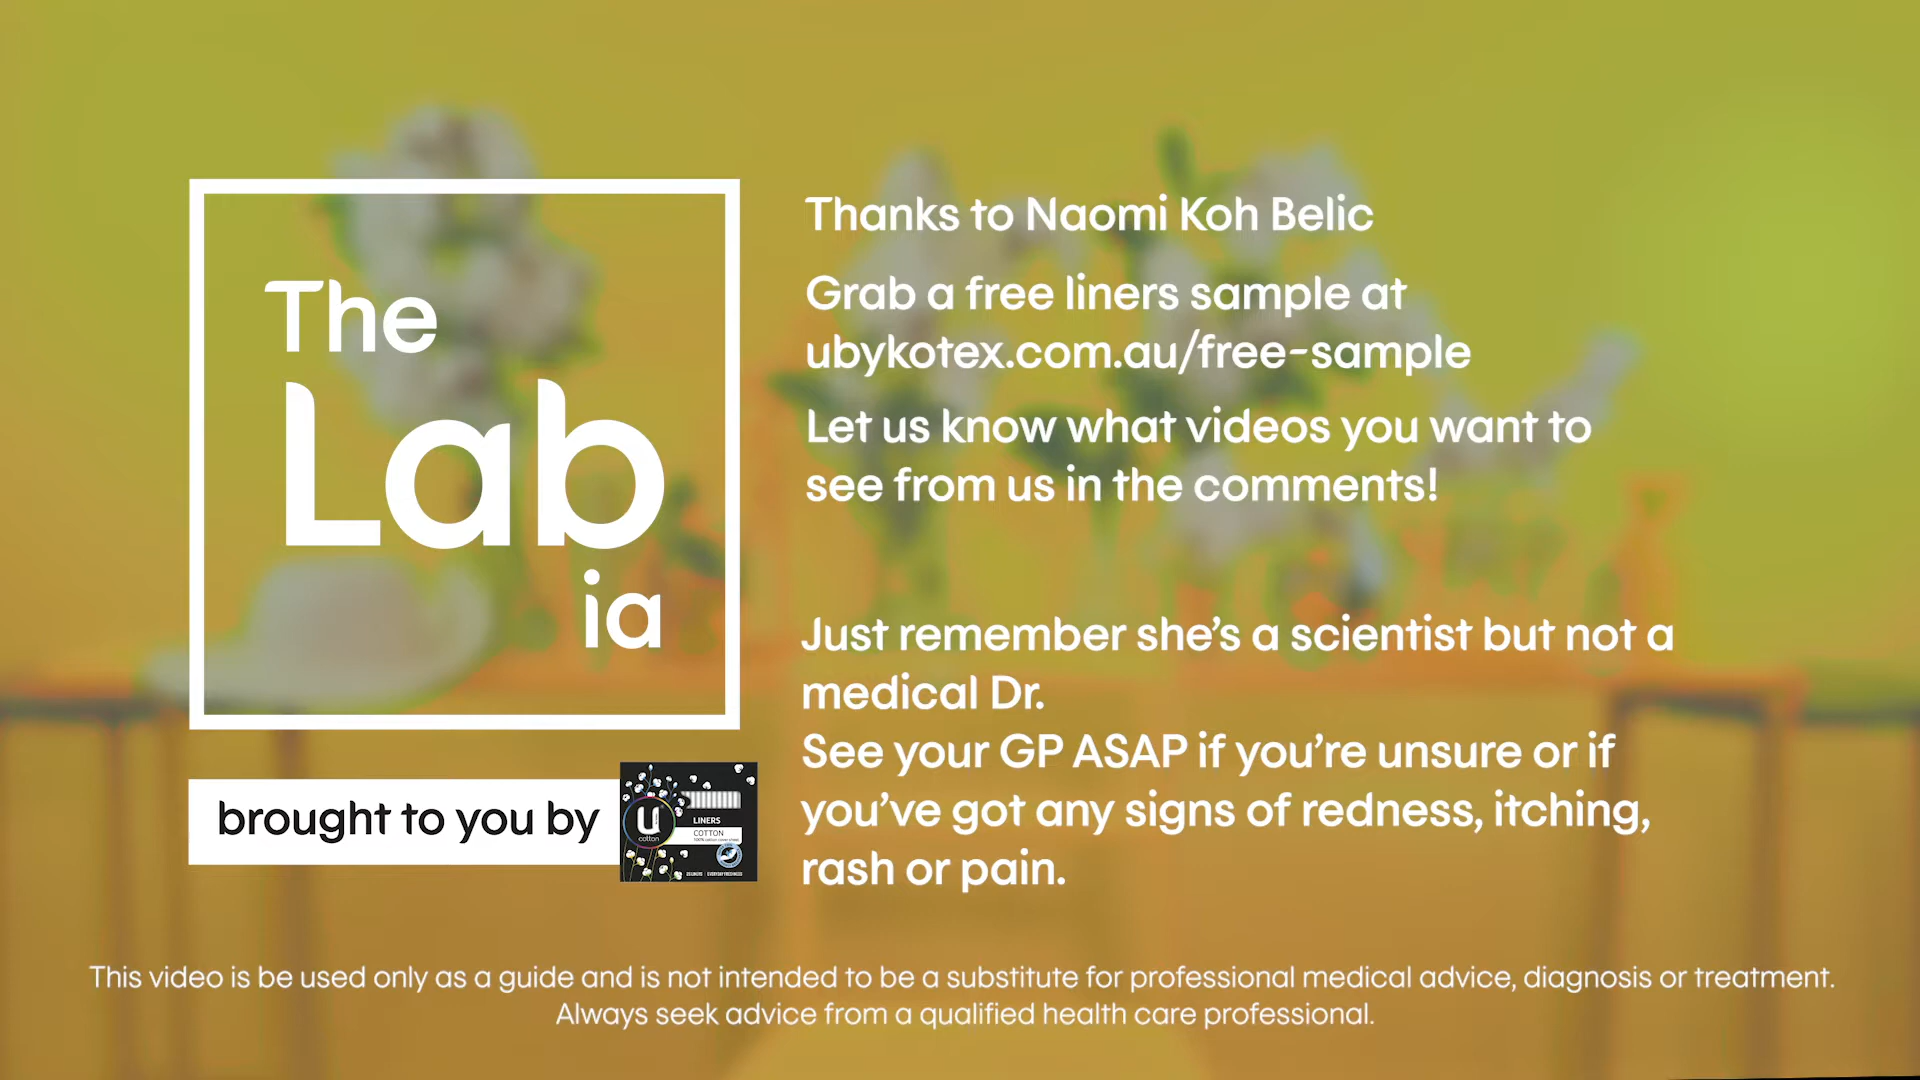 The
Lab
ia
brought to you by
U
cotton
LINERS
COTTON
Thanks to Naomi Koh Belic
Grab a free liners sample at
ubykotex.com.au/free-sample
Let us know what videos you want to
see from us in the comments!
Just remember she's a scientist but not a
medical Dr.
See your GP ASAP if you're unsure or if
you've got any signs of redness, itching,
rash or pain.
This video is be used only as a guide and is not intended to be a substitute for professional medical advice, diagnosis or treatment.
Always seek advice from a qualified health care professional.